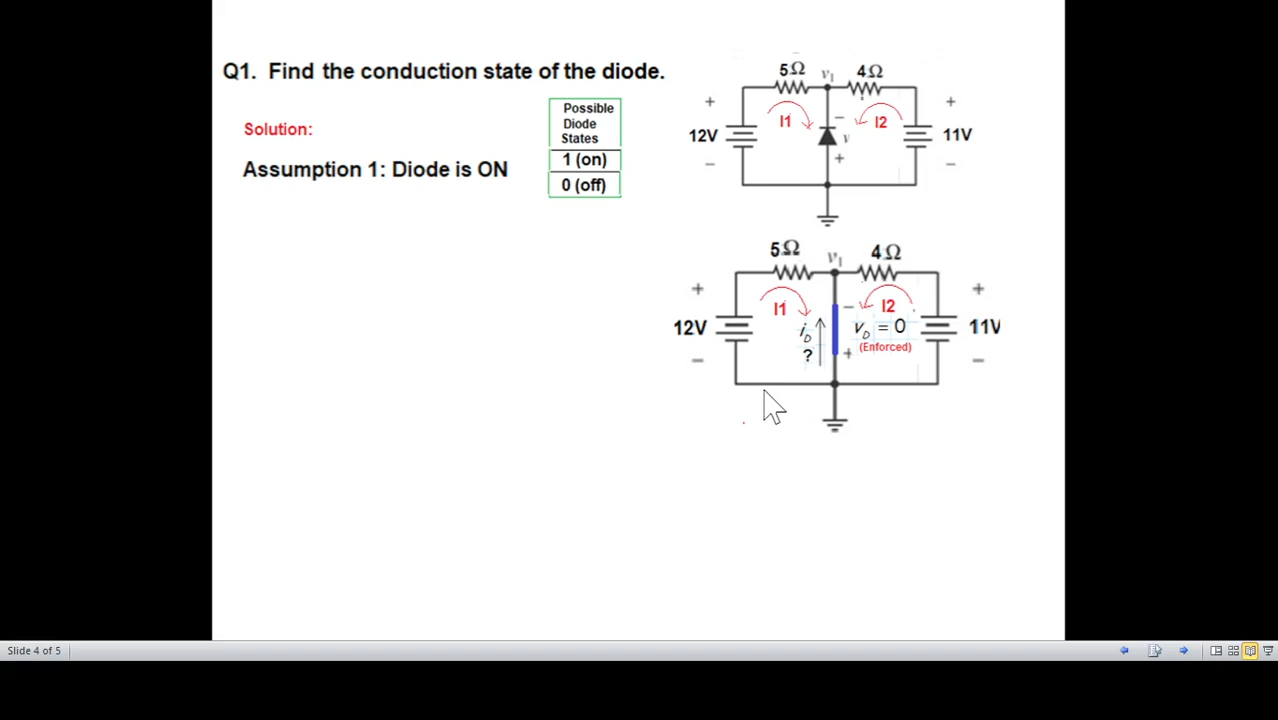 Q1. Find the conduction state of the diode.
Solution:
Assumption 1: Diode is ON
Possible
Diode
States
1 (on)
0 (off)
5Ω v₁ 4Ω
+ +
I1 − I2
12V v 11V
− + −
5Ω v₁ 4Ω
+ +
I1 − I2
12V i_D v_D = 0 11V
? + (Enforced)
− −
Slide 4 of 5